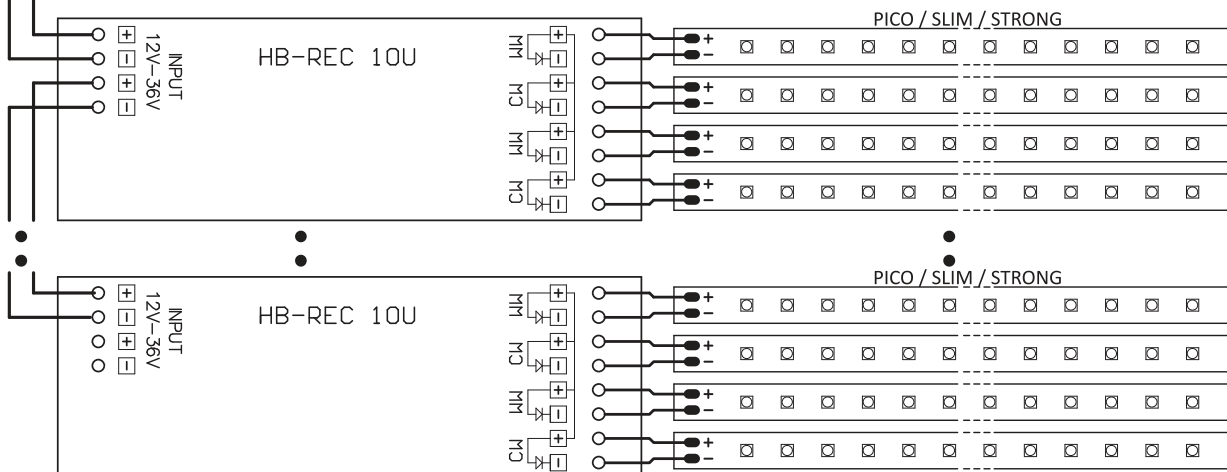 PICO / SLIM / STRONG
HB-REC 10U
INPUT
12V-36V
+
-
+
-
WW
+
-
CW
+
-
WW
+
-
CW
+
-
+
-
+
-
+
-
+
-
PICO / SLIM / STRONG
HB-REC 10U
INPUT
12V-36V
+
-
+
-
WW
+
-
CW
+
-
WW
+
-
CW
+
-
+
-
+
-
+
-
+
-